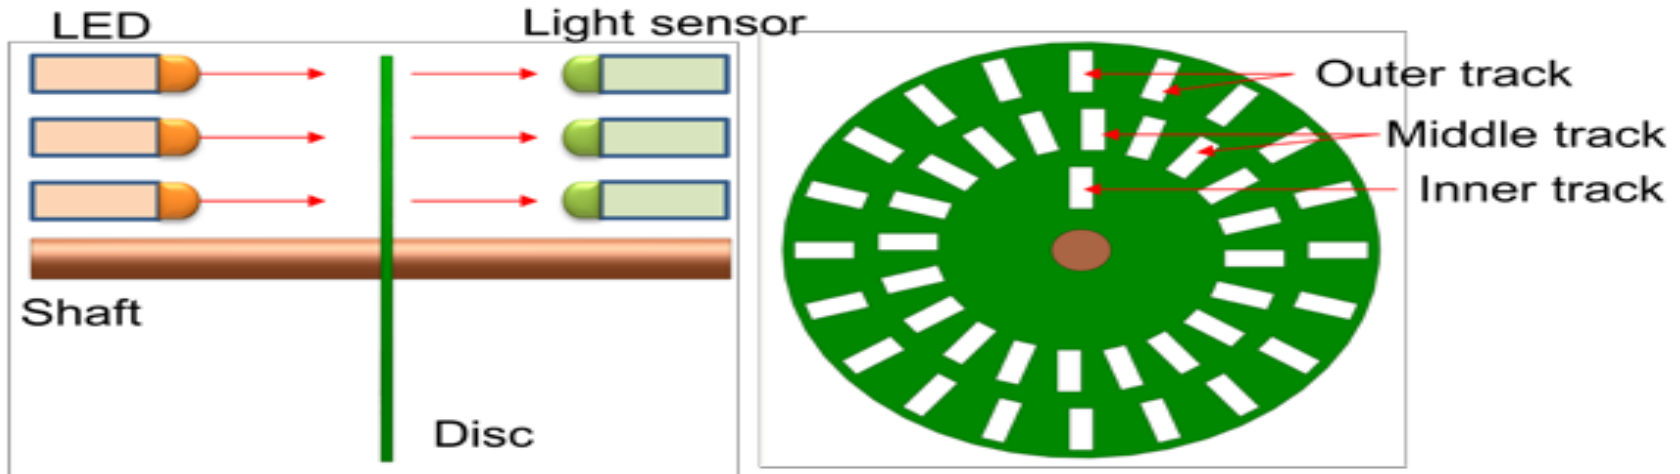 LED
Light sensor
Shaft
Disc
Outer track
Middle track
Inner track